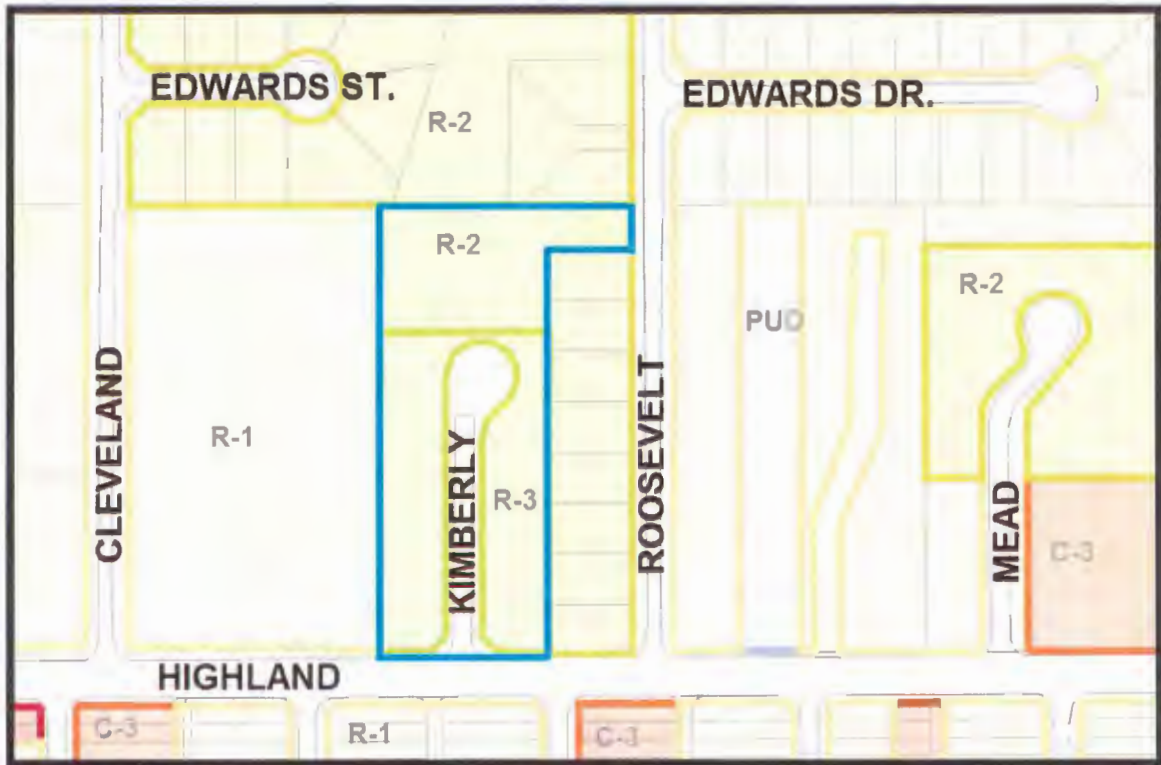 EDWARDS ST.
EDWARDS DR.
R-2
R-2
R-2
PUD
CLEVELAND
R-1
KIMBERLY
R-3
ROOSEVELT
MEAD
C-3
HIGHLAND
C-3
R-1
C-3